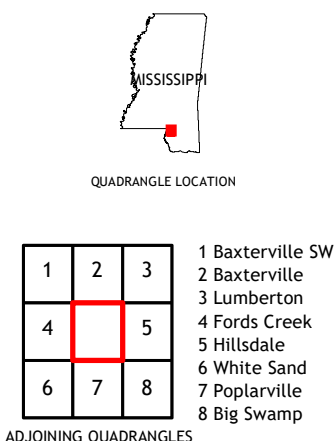 MISSISSIPPI
QUADRANGLE LOCATION
1 2 3
4 5
6 7 8
1 Baxterville SW
2 Baxterville
3 Lumberton
4 Fords Creek
5 Hillsdale
6 White Sand
7 Poplarville
8 Big Swamp
ADJOINING QUADRANGLES